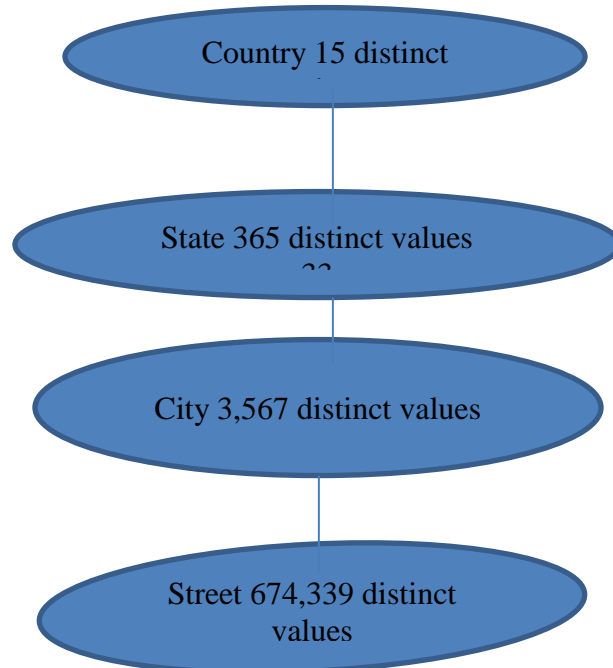 Country 15 distinct
State 365 distinct values
City 3,567 distinct values
Street 674,339 distinct
values